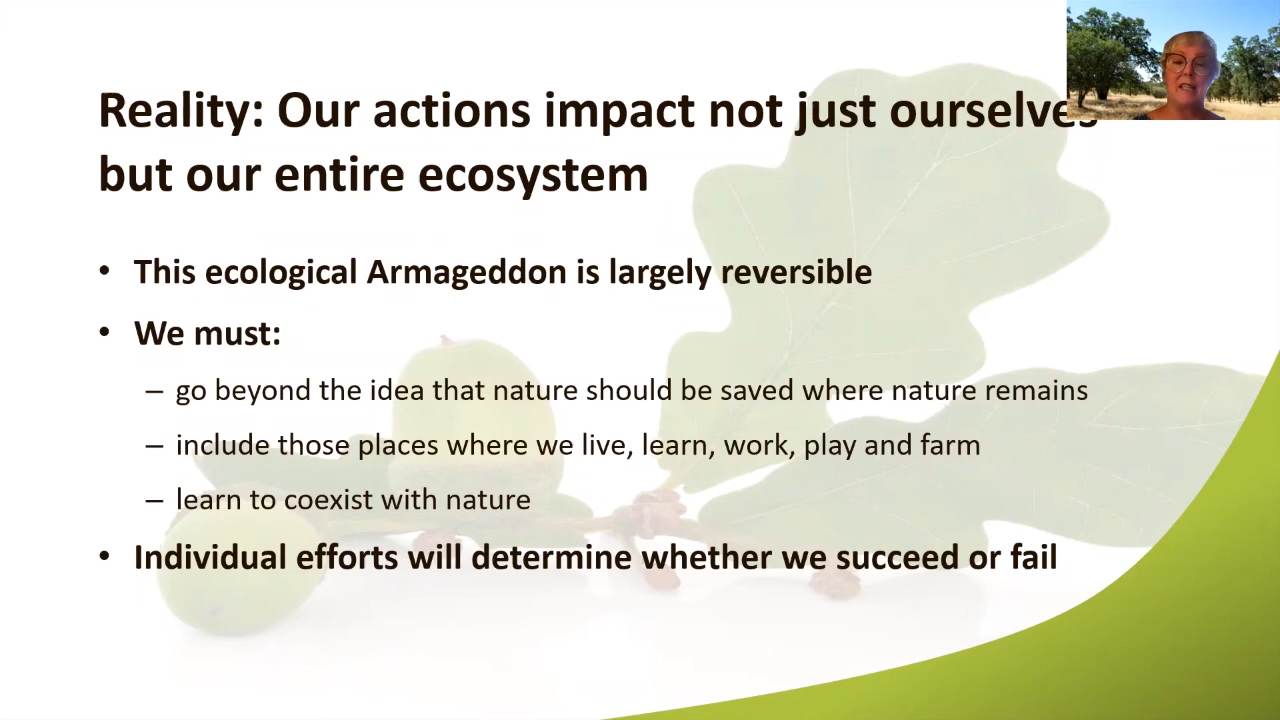 Reality: Our actions impact not just ourselves
but our entire ecosystem
• This ecological Armageddon is largely reversible
• We must:
– go beyond the idea that nature should be saved where nature remains
– include those places where we live, learn, work, play and farm
– learn to coexist with nature
• Individual efforts will determine whether we succeed or fail